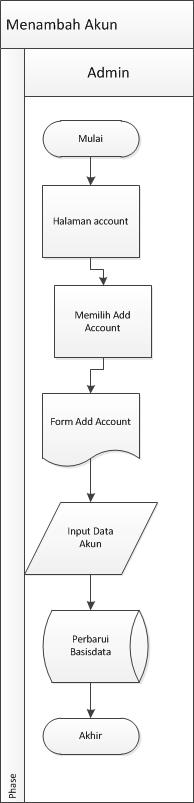 Menambah Akun
Admin
Mulai
Halaman account
Memilih Add
Account
Form Add Account
Input Data
Akun
Perbarui
Basisdata
Akhir
Phase